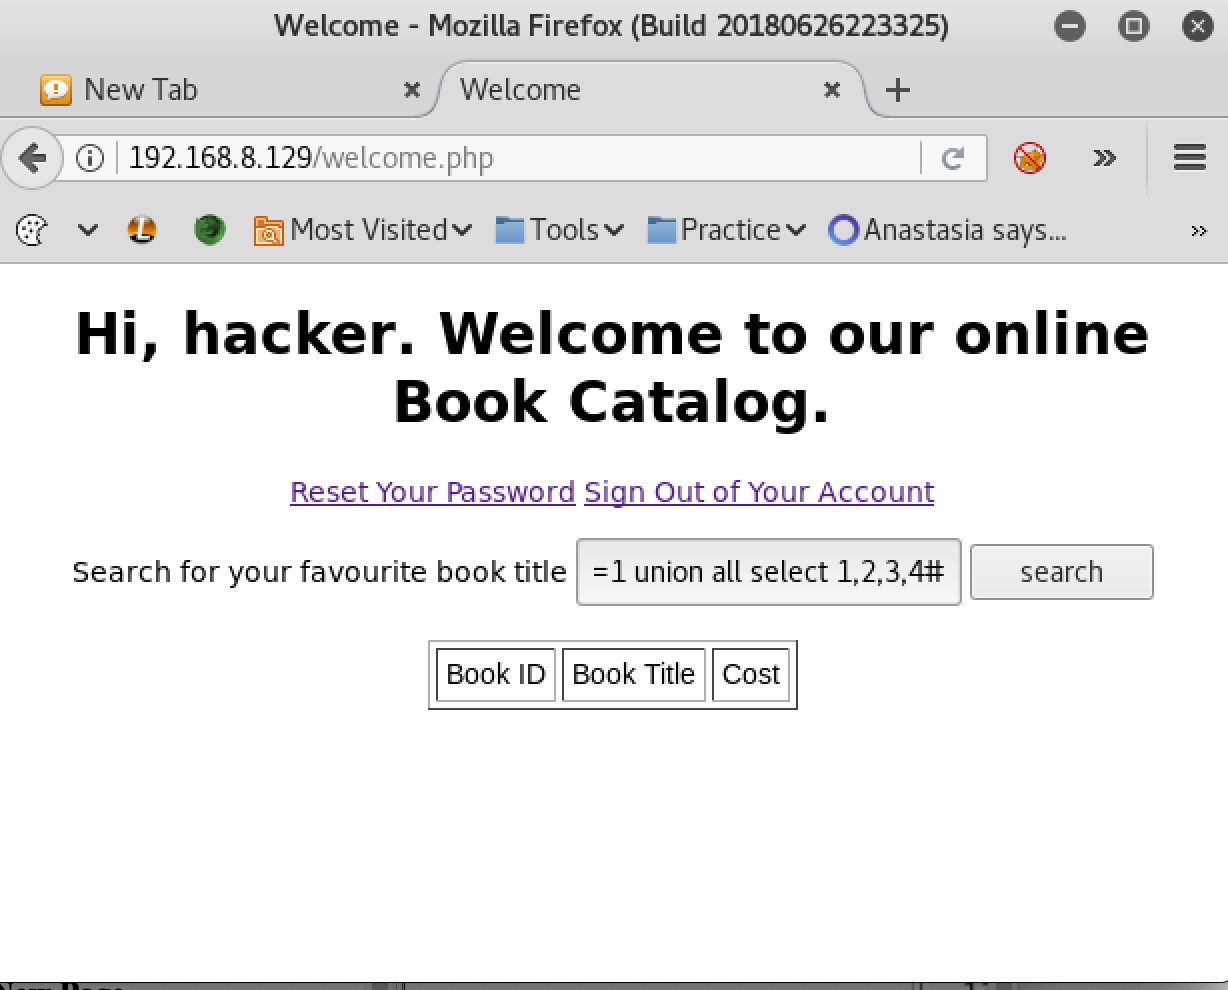 Welcome - Mozilla Firefox (Build 20180626223325)
New Tab
Welcome
192.168.8.129/welcome.php
Most Visited
Tools
Practice
Anastasia says...
Hi, hacker. Welcome to our online
Book Catalog.
Reset Your Password Sign Out of Your Account
Search for your favourite book title =1 union all select 1,2,3,4# search
Book ID Book Title Cost